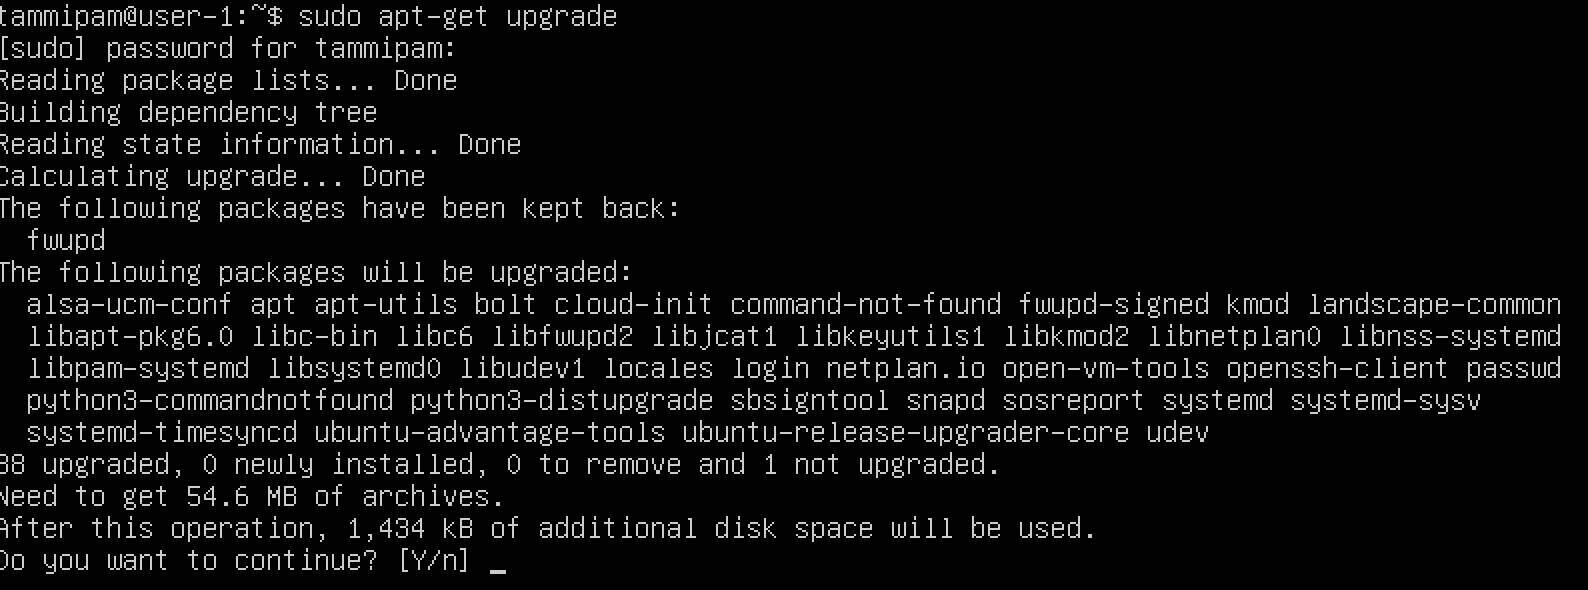 tammipam@user-1:~$ sudo apt-get upgrade
[sudo] password for tammipam:
Reading package lists... Done
Building dependency tree
Reading state information... Done
Calculating upgrade... Done
The following packages have been kept back:
  fwupd
The following packages will be upgraded:
  alsa-ucm-conf apt apt-utils bolt cloud-init command-not-found fwupd-signed kmod landscape-common
  libapt-pkg6.0 libc-bin libc6 libfwupd2 libjcat1 libkeyutils1 libkmod2 libnetplan0 libnss-systemd
  libpam-systemd libsystemd0 libudev1 locales login netplan.io open-vm-tools openssh-client passwd
  python3-commandnotfound python3-distupgrade sbsigntool snapd sosreport systemd systemd-sysv
  systemd-timesyncd ubuntu-advantage-tools ubuntu-release-upgrader-core udev
38 upgraded, 0 newly installed, 0 to remove and 1 not upgraded.
Need to get 54.6 MB of archives.
After this operation, 1,434 kB of additional disk space will be used.
Do you want to continue? [Y/n] _